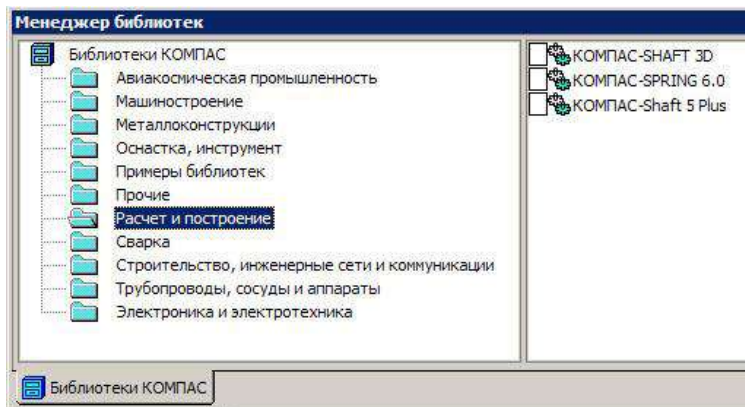 Менеджер библиотек
Библиотеки КОМПАС
Авиакосмическая промышленность
Машиностроение
Металлоконструкции
Оснастка, инструмент
Примеры библиотек
Прочие
Расчет и построение
Сварка
Строительство, инженерные сети и коммуникации
Трубопроводы, сосуды и аппараты
Электроника и электротехника
КОМПАС-SHAFT 3D
КОМПАС-SPRING 6.0
КОМПАС-Shaft 5 Plus
Библиотеки КОМПАС